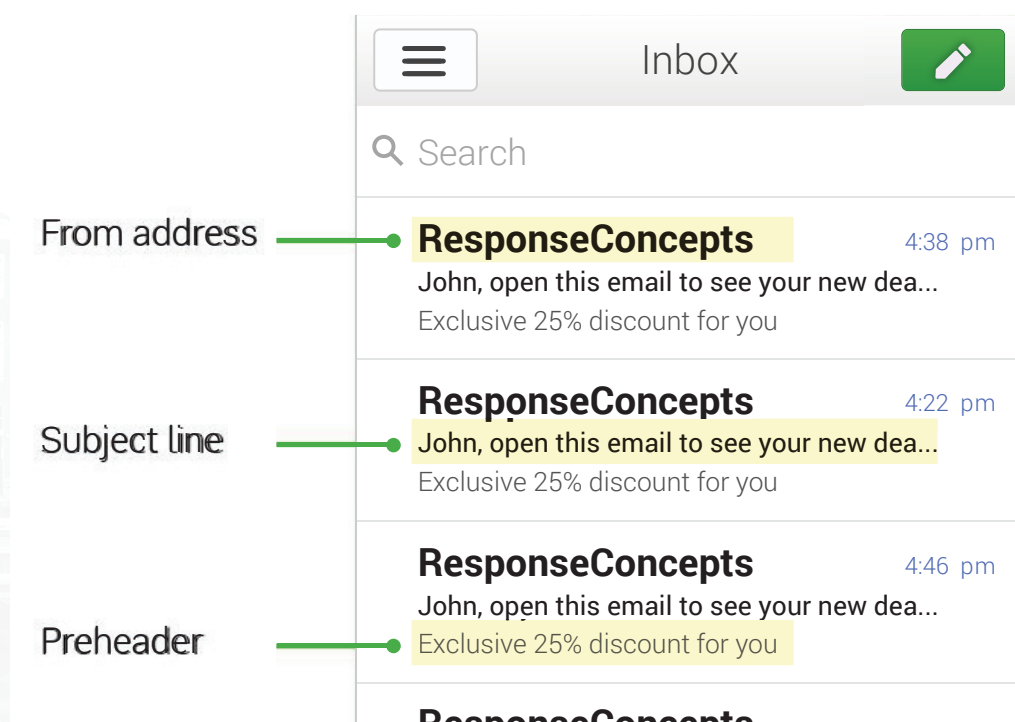 Inbox
Search
From address
ResponseConcepts 4:38 pm
John, open this email to see your new dea...
Exclusive 25% discount for you
ResponseConcepts 4:22 pm
Subject line
John, open this email to see your new dea...
Exclusive 25% discount for you
ResponseConcepts 4:46 pm
John, open this email to see your new dea...
Preheader
Exclusive 25% discount for you
ResponseConcepts